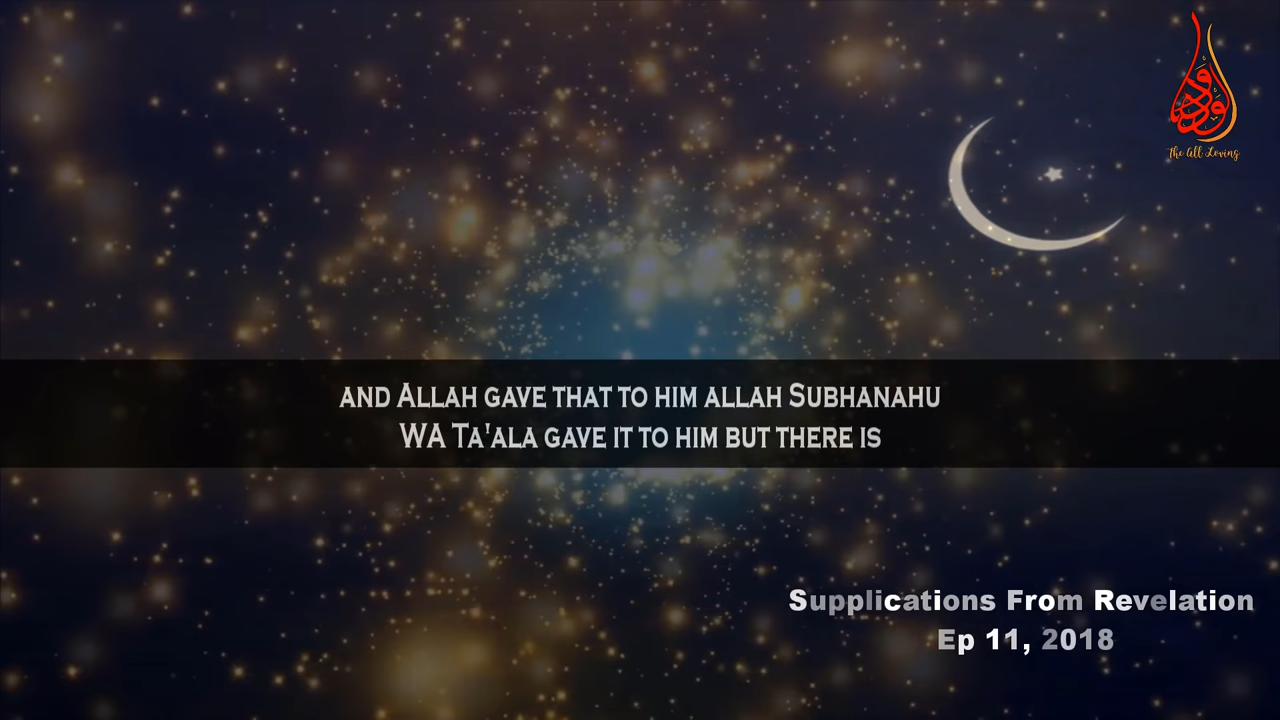 The All Loving
AND ALLAH GAVE THAT TO HIM ALLAH SUBHANAHU
WA TA'ALA GAVE IT TO HIM BUT THERE IS
Supplications From Revelation
Ep 11, 2018